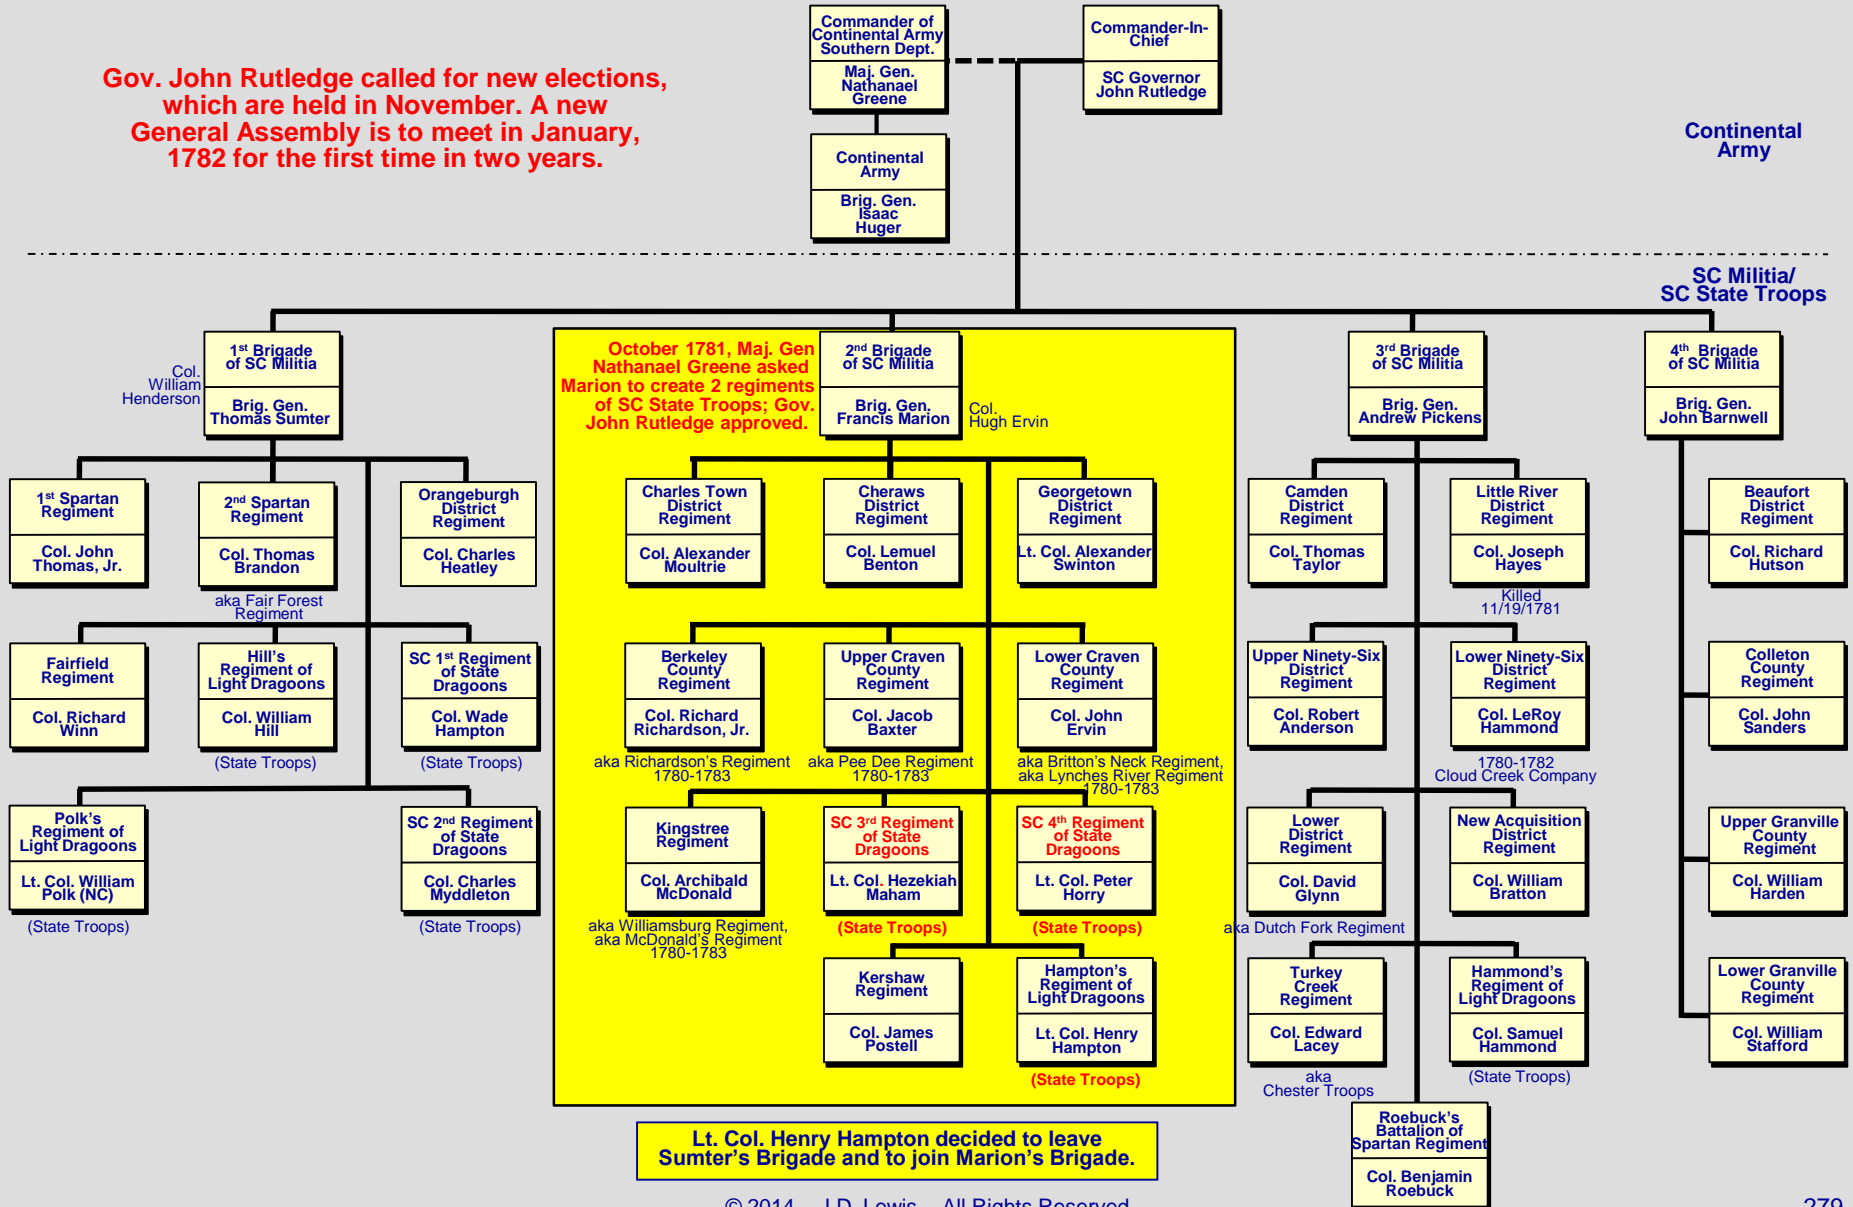 Commander of
Continental Army
Southern Dept.
Maj. Gen.
Nathanael
Greene
Commander-In-
Chief
SC Governor
John Rutledge
Gov. John Rutledge called for new elections,
which are held in November. A new
General Assembly is to meet in January,
1782 for the first time in two years.
Continental
Army
Continental
Army
Brig. Gen.
Isaac
Huger
SC Militia/
SC State Troops
Col.
William
Henderson
1st Brigade
of SC Militia
Brig. Gen.
Thomas Sumter
October 1781, Maj. Gen
Nathanael Greene asked
Marion to create 2 regiments
of SC State Troops; Gov.
John Rutledge approved.
2nd Brigade
of SC Militia
Brig. Gen.
Francis Marion
Col.
Hugh Ervin
3rd Brigade
of SC Militia
Brig. Gen.
Andrew Pickens
4th Brigade
of SC Militia
Brig. Gen.
John Barnwell
1st Spartan
Regiment
Col. John
Thomas, Jr.
2nd Spartan
Regiment
Col. Thomas
Brandon
aka Fair Forest
Regiment
Orangeburgh
District
Regiment
Col. Charles
Heatley
Charles Town
District
Regiment
Col. Alexander
Moultrie
Cheraws
District
Regiment
Col. Lemuel
Benton
Georgetown
District
Regiment
Lt. Col. Alexander
Swinton
Camden
District
Regiment
Col. Thomas
Taylor
Little River
District
Regiment
Col. Joseph
Hayes
Killed
11/19/1781
Beaufort
District
Regiment
Col. Richard
Hutson
Fairfield
Regiment
Col. Richard
Winn
Hill's
Regiment of
Light Dragoons
Col. William
Hill
(State Troops)
SC 1st Regiment
of State
Dragoons
Col. Wade
Hampton
(State Troops)
Berkeley
County
Regiment
Col. Richard
Richardson, Jr.
aka Richardson's Regiment
1780-1783
Upper Craven
County
Regiment
Col. Jacob
Baxter
aka Pee Dee Regiment
1780-1783
Lower Craven
County
Regiment
Col. John
Ervin
aka Britton's Neck Regiment,
aka Lynches River Regiment
1780-1783
Upper Ninety-Six
District
Regiment
Col. Robert
Anderson
Lower Ninety-Six
District
Regiment
Col. LeRoy
Hammond
1780-1782
Cloud Creek Company
Colleton
County
Regiment
Col. John
Sanders
Polk's
Regiment of
Light Dragoons
Lt. Col. William
Polk (NC)
(State Troops)
SC 2nd Regiment
of State
Dragoons
Col. Charles
Myddleton
(State Troops)
Kingstree
Regiment
Col. Archibald
McDonald
aka Williamsburg Regiment,
aka McDonald's Regiment
1780-1783
SC 3rd Regiment
of State
Dragoons
Lt. Col. Hezekiah
Maham
(State Troops)
SC 4th Regiment
of State
Dragoons
Lt. Col. Peter
Horry
(State Troops)
Lower
District
Regiment
Col. David
Glynn
aka Dutch Fork Regiment
New Acquisition
District
Regiment
Col. William
Bratton
Upper Granville
County
Regiment
Col. William
Harden
Kershaw
Regiment
Col. James
Postell
Hampton's
Regiment of
Light Dragoons
Lt. Col. Henry
Hampton
(State Troops)
Turkey
Creek
Regiment
Col. Edward
Lacey
aka
Chester Troops
Hammond's
Regiment of
Light Dragoons
Col. Samuel
Hammond
(State Troops)
Lower Granville
County
Regiment
Col. William
Stafford
Roebuck's
Battalion of
Spartan Regiment
Col. Benjamin
Roebuck
Lt. Col. Henry Hampton decided to leave
Sumter's Brigade and to join Marion's Brigade.
© 2014 J.D. Lewis All Rights Reserved
279